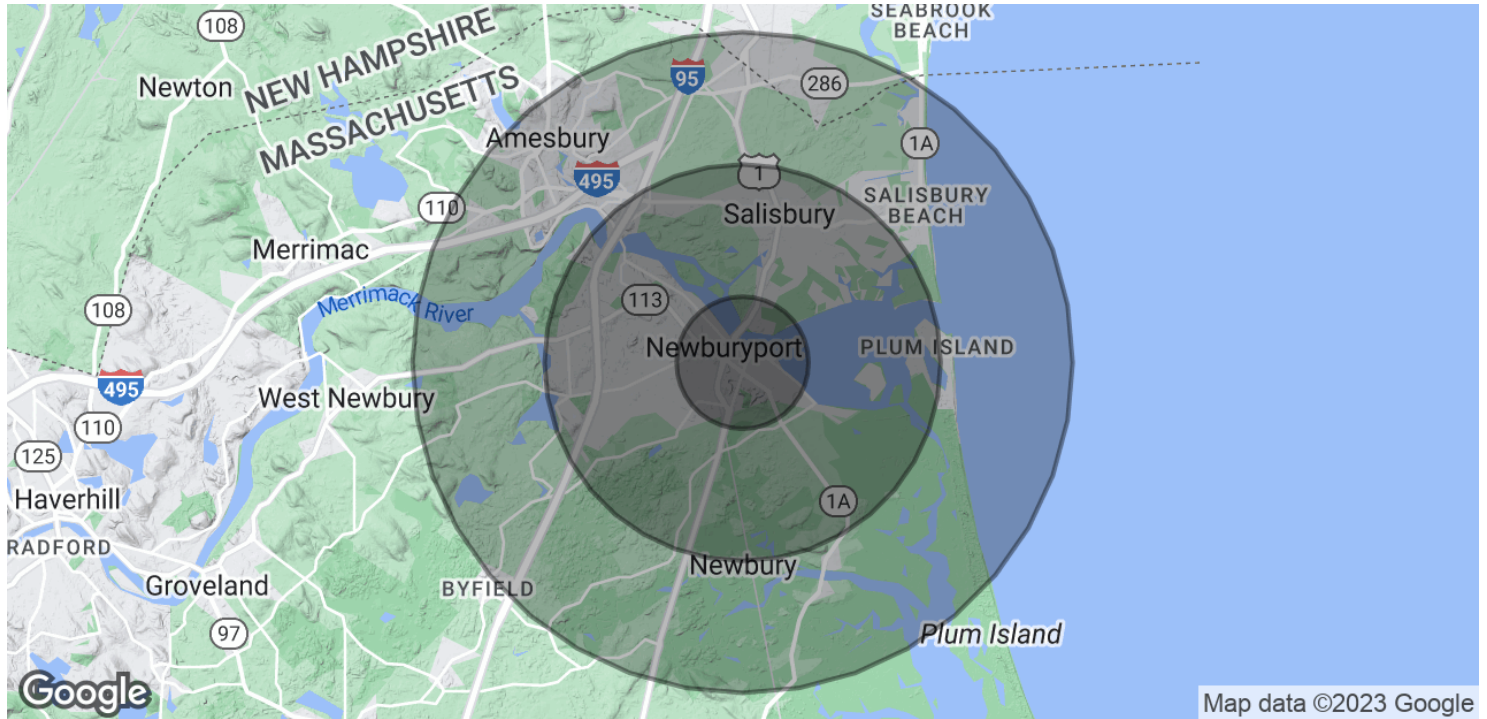 SEABROOK
BEACH
108
NEW HAMPSHIRE
95
286
Newton
MASSACHUSETTS
Amesbury
1A
495
1
110
SALISBURY
BEACH
Salisbury
Merrimac
Merrimack River
108
113
Newburyport
PLUM ISLAND
495
West Newbury
110
125
Haverhill
1A
RADFORD
Newbury
Groveland
BYFIELD
97
Plum Island
Google
Map data ©2023 Google